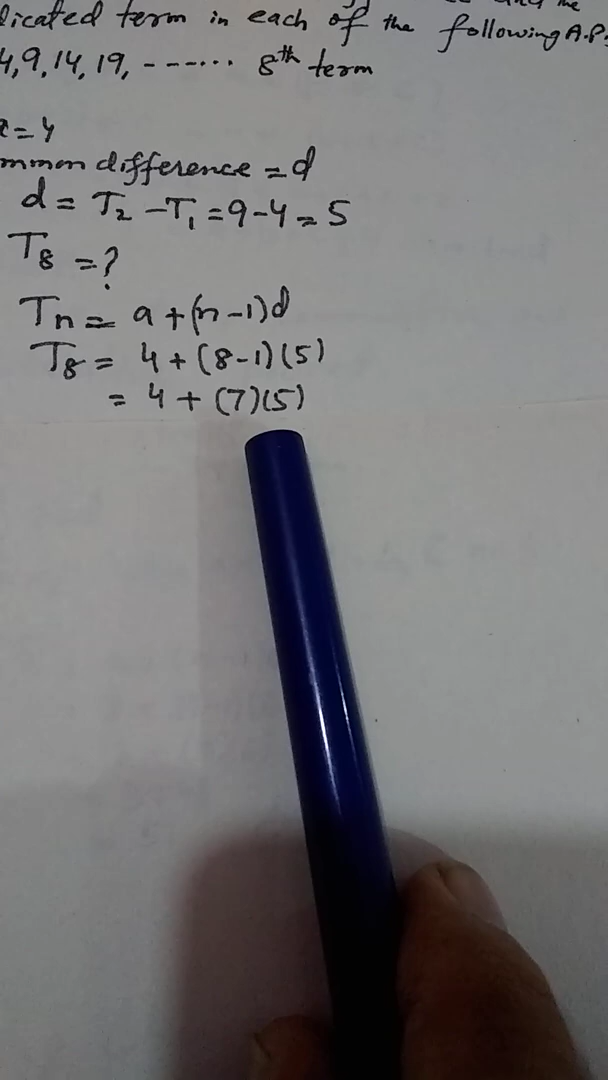 licated term in each of the following A.P:
4, 9, 14, 19, ------... 8th term
a = 4
mmon difference = d
d = T2 - T1 = 9 - 4 = 5
T8 = ?
Tn = a + (n - 1)d
T8 = 4 + (8 - 1)(5)
= 4 + (7)(5)